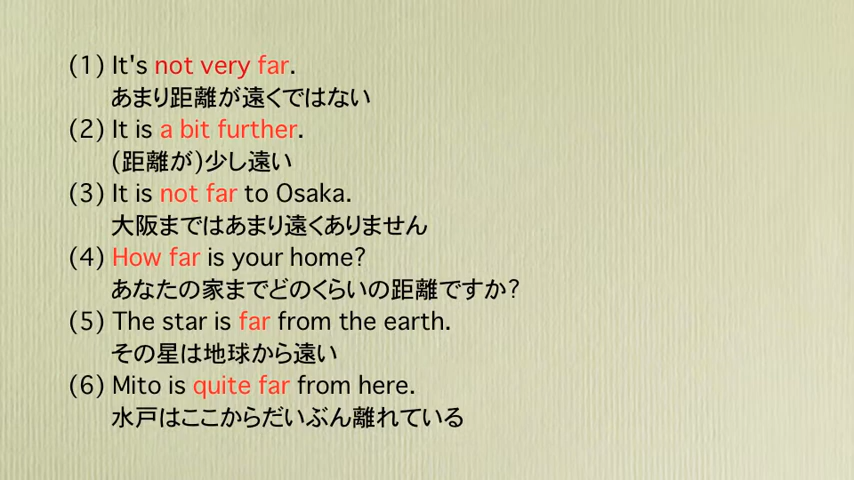 (1) It's not very far.
あまり距離が遠くではない
(2) It is a bit further.
(距離が)少し遠い
(3) It is not far to Osaka.
大阪まではあまり遠くありません
(4) How far is your home?
あなたの家までどのくらいの距離ですか?
(5) The star is far from the earth.
その星は地球から遠い
(6) Mito is quite far from here.
水戸はここからだいぶん離れている